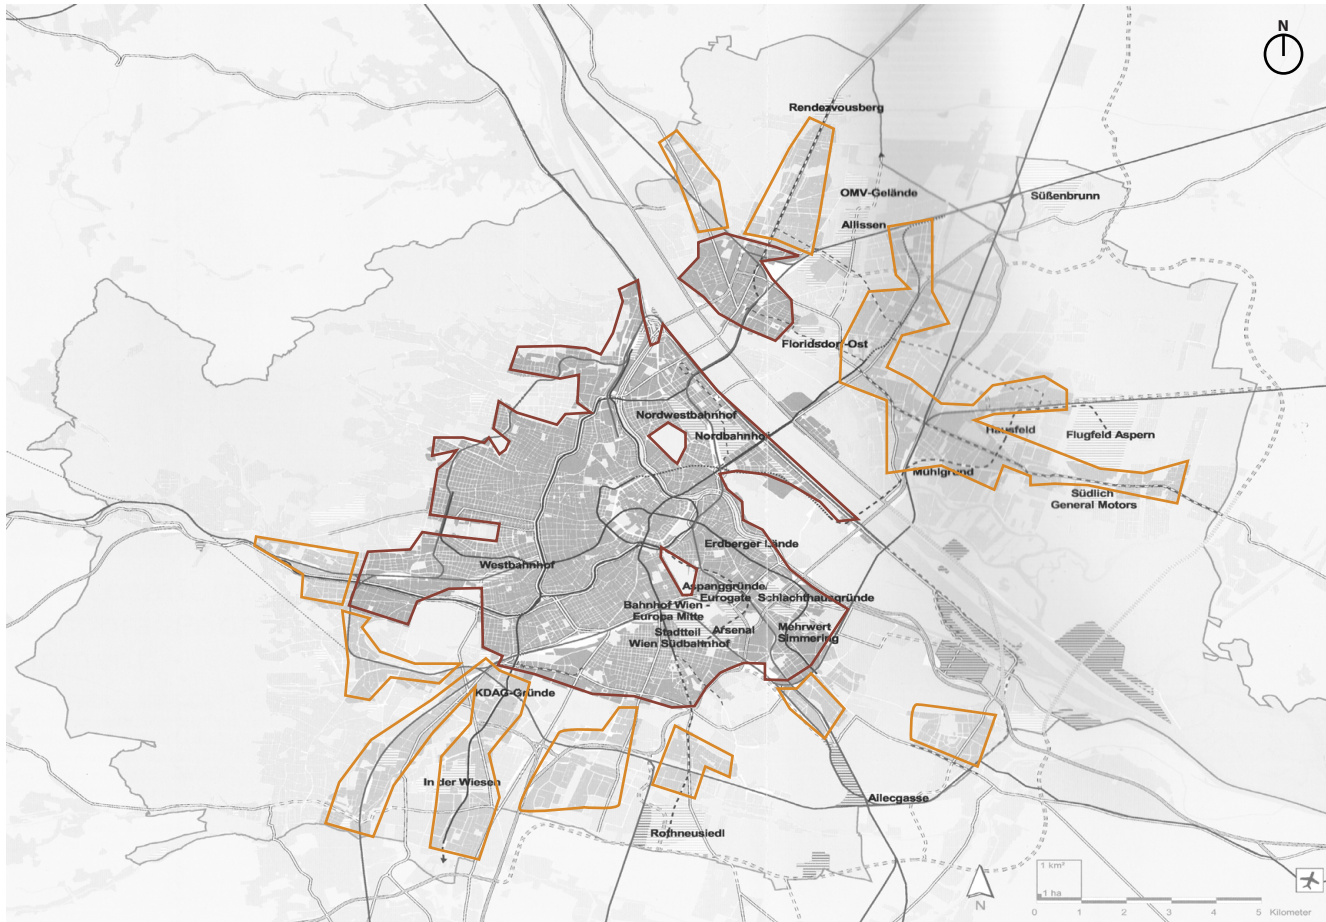 N
Rendezvousberg
OMV-Gelände
Süßenbrunn
Allissen
Floridsdorf-Ost
Nordwestbahnhof
Nordbahnhof
Hausfeld
Flugfeld Aspern
Mühlgrund
Südlich
General Motors
Erdberger Lände
Westbahnhof
Aspanggründe/
Eurogate
Schlachthausgründe
Bahnhof Wien -
Europa Mitte
Stadtteil
Wien Südbahnhof
Arsenal
Mehrwert
Simmering
KDAG-Gründe
In der Wiesen
Allecgasse
Rothneusiedl
N
1 km²
1 ha
0 1 2 3 4 5 Kilometer